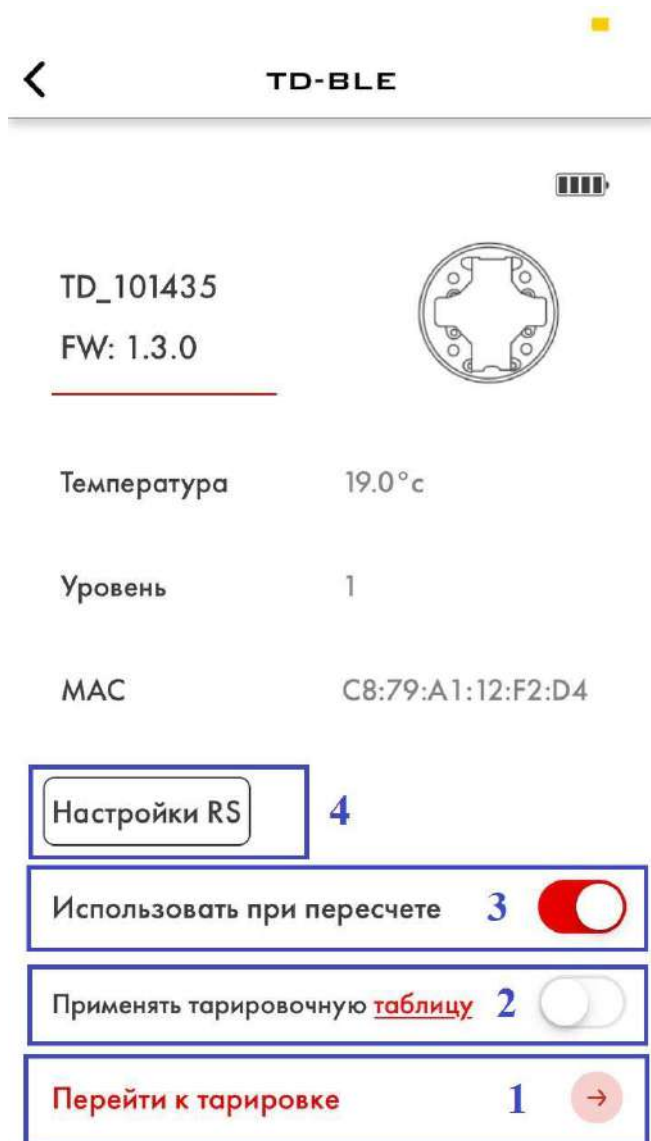 TD-BLE
TD_101435
FW: 1.3.0
Температура 19.0°c
Уровень 1
MAC C8:79:A1:12:F2:D4
Настройки RS 4
Использовать при пересчете 3
Применять тарировочную таблицу 2
Перейти к тарировке 1